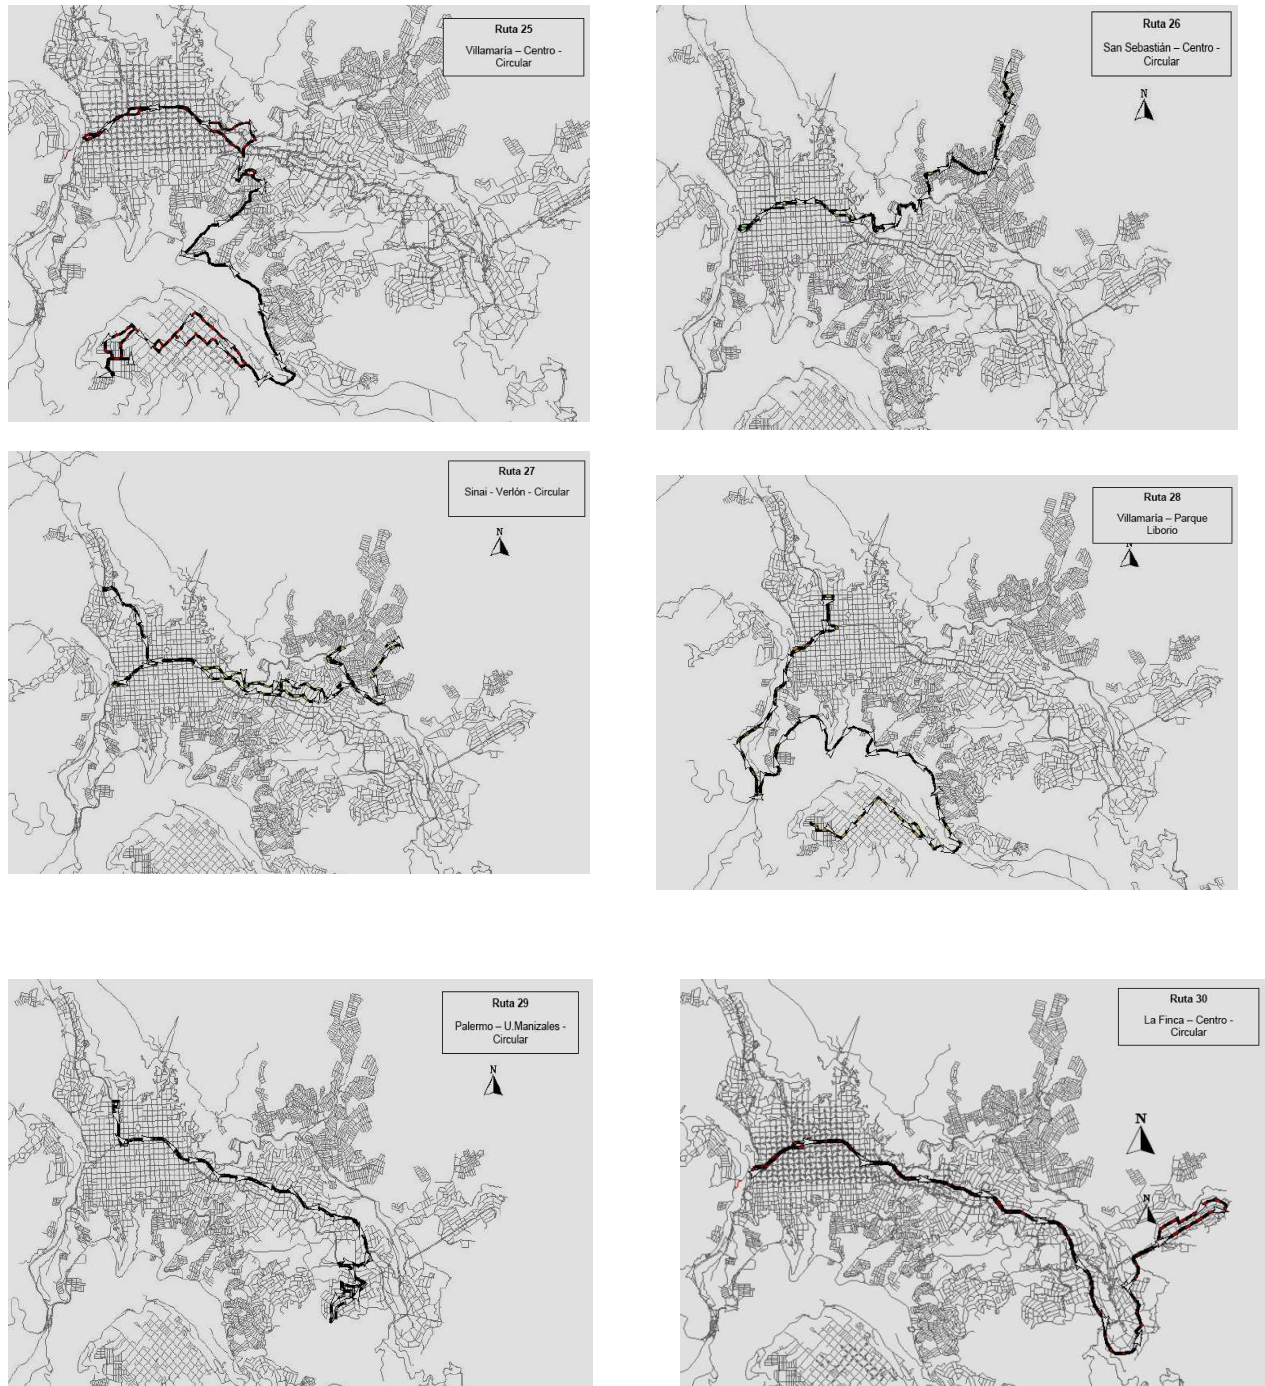 Ruta 25
Villamaría – Centro -
Circular
Ruta 26
San Sebastián – Centro -
Circular
N
Ruta 27
Sinai - Verlón - Circular
N
Ruta 28
Villamaría – Parque
Liborio
N
Ruta 29
Palermo – U.Manizales -
Circular
N
Ruta 30
La Finca – Centro -
Circular
N
N